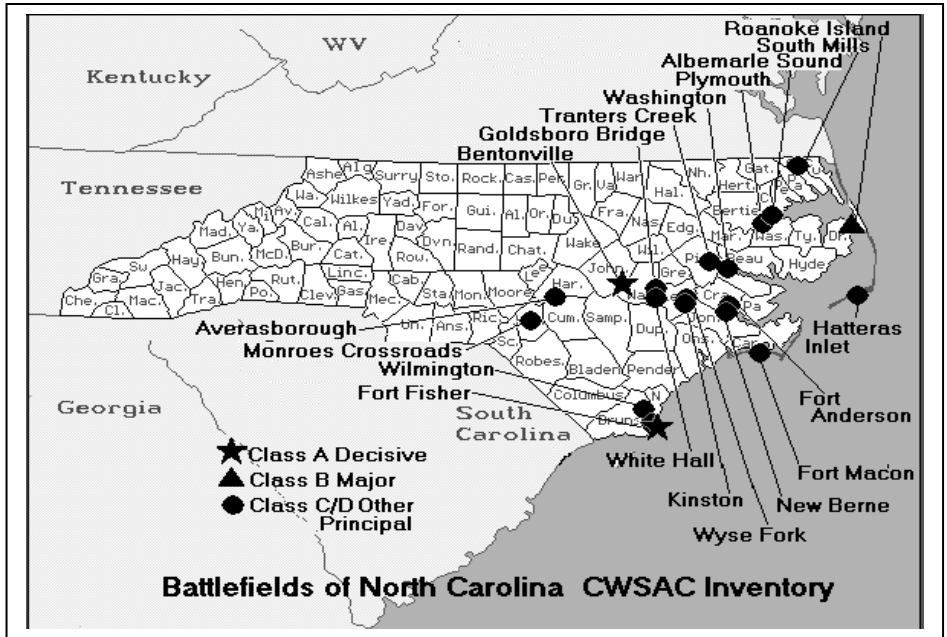 Roanoke Island
South Mills
Albemarle Sound
Plymouth
Washington
Tranters Creek
Goldsboro Bridge
Bentonville
WV
Kentucky
Tennessee
Ashe Alg. Surry Sto. Rock. Cas. Per. Gr. Va War
Nh. Hert. Gat.
Wa. Wilkes Yad. For. Gui. Al. Or. Du. Fra. Hal. Bertie
Mi. Av. Cal. Al. Ire. Dav Dvn. Rand. Chat. Wake Nas. Edg. Mar. Was. Ty. Dr.
Mad. Ya. McD. Bur. Cat. Row. Wil. Beau Hyde
Sw. Hay. Bun. Linc. Cab. Le. John. Gre.
Gra. Jac. Hen. Rut. Clev. Gas. Mec. Sta. Mon. Moore Har. Cra. Pa
Che. Cl. Mac. Tra. Po. Un. Ans. Ric. Sc. Cum. Samp. Dup. Jon. Ons. Car.
Robes. Bladen Pender
Columbus N
Bruns.
Averasborough
Monroes Crossroads
Wilmington
Fort Fisher
Hatteras
Inlet
Georgia
South
Carolina
Fort
Anderson
Class A Decisive
Class B Major
Class C/D Other
Principal
White Hall
Fort Macon
Kinston
New Berne
Wyse Fork
Battlefields of North Carolina CWSAC Inventory